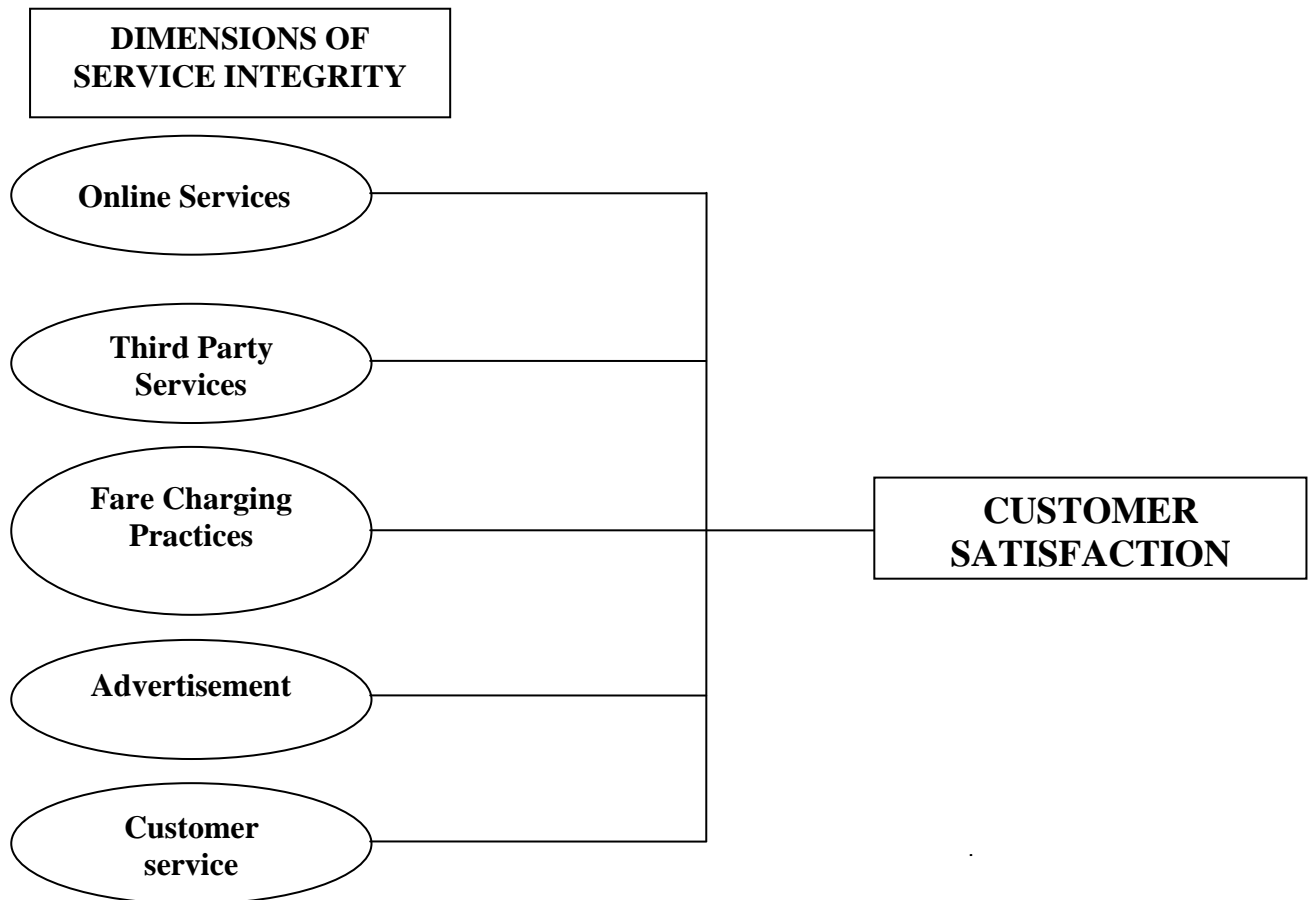 DIMENSIONS OF
SERVICE INTEGRITY
Online Services
Third Party
Services
Fare Charging
Practices
CUSTOMER
SATISFACTION
Advertisement
Customer
service
.